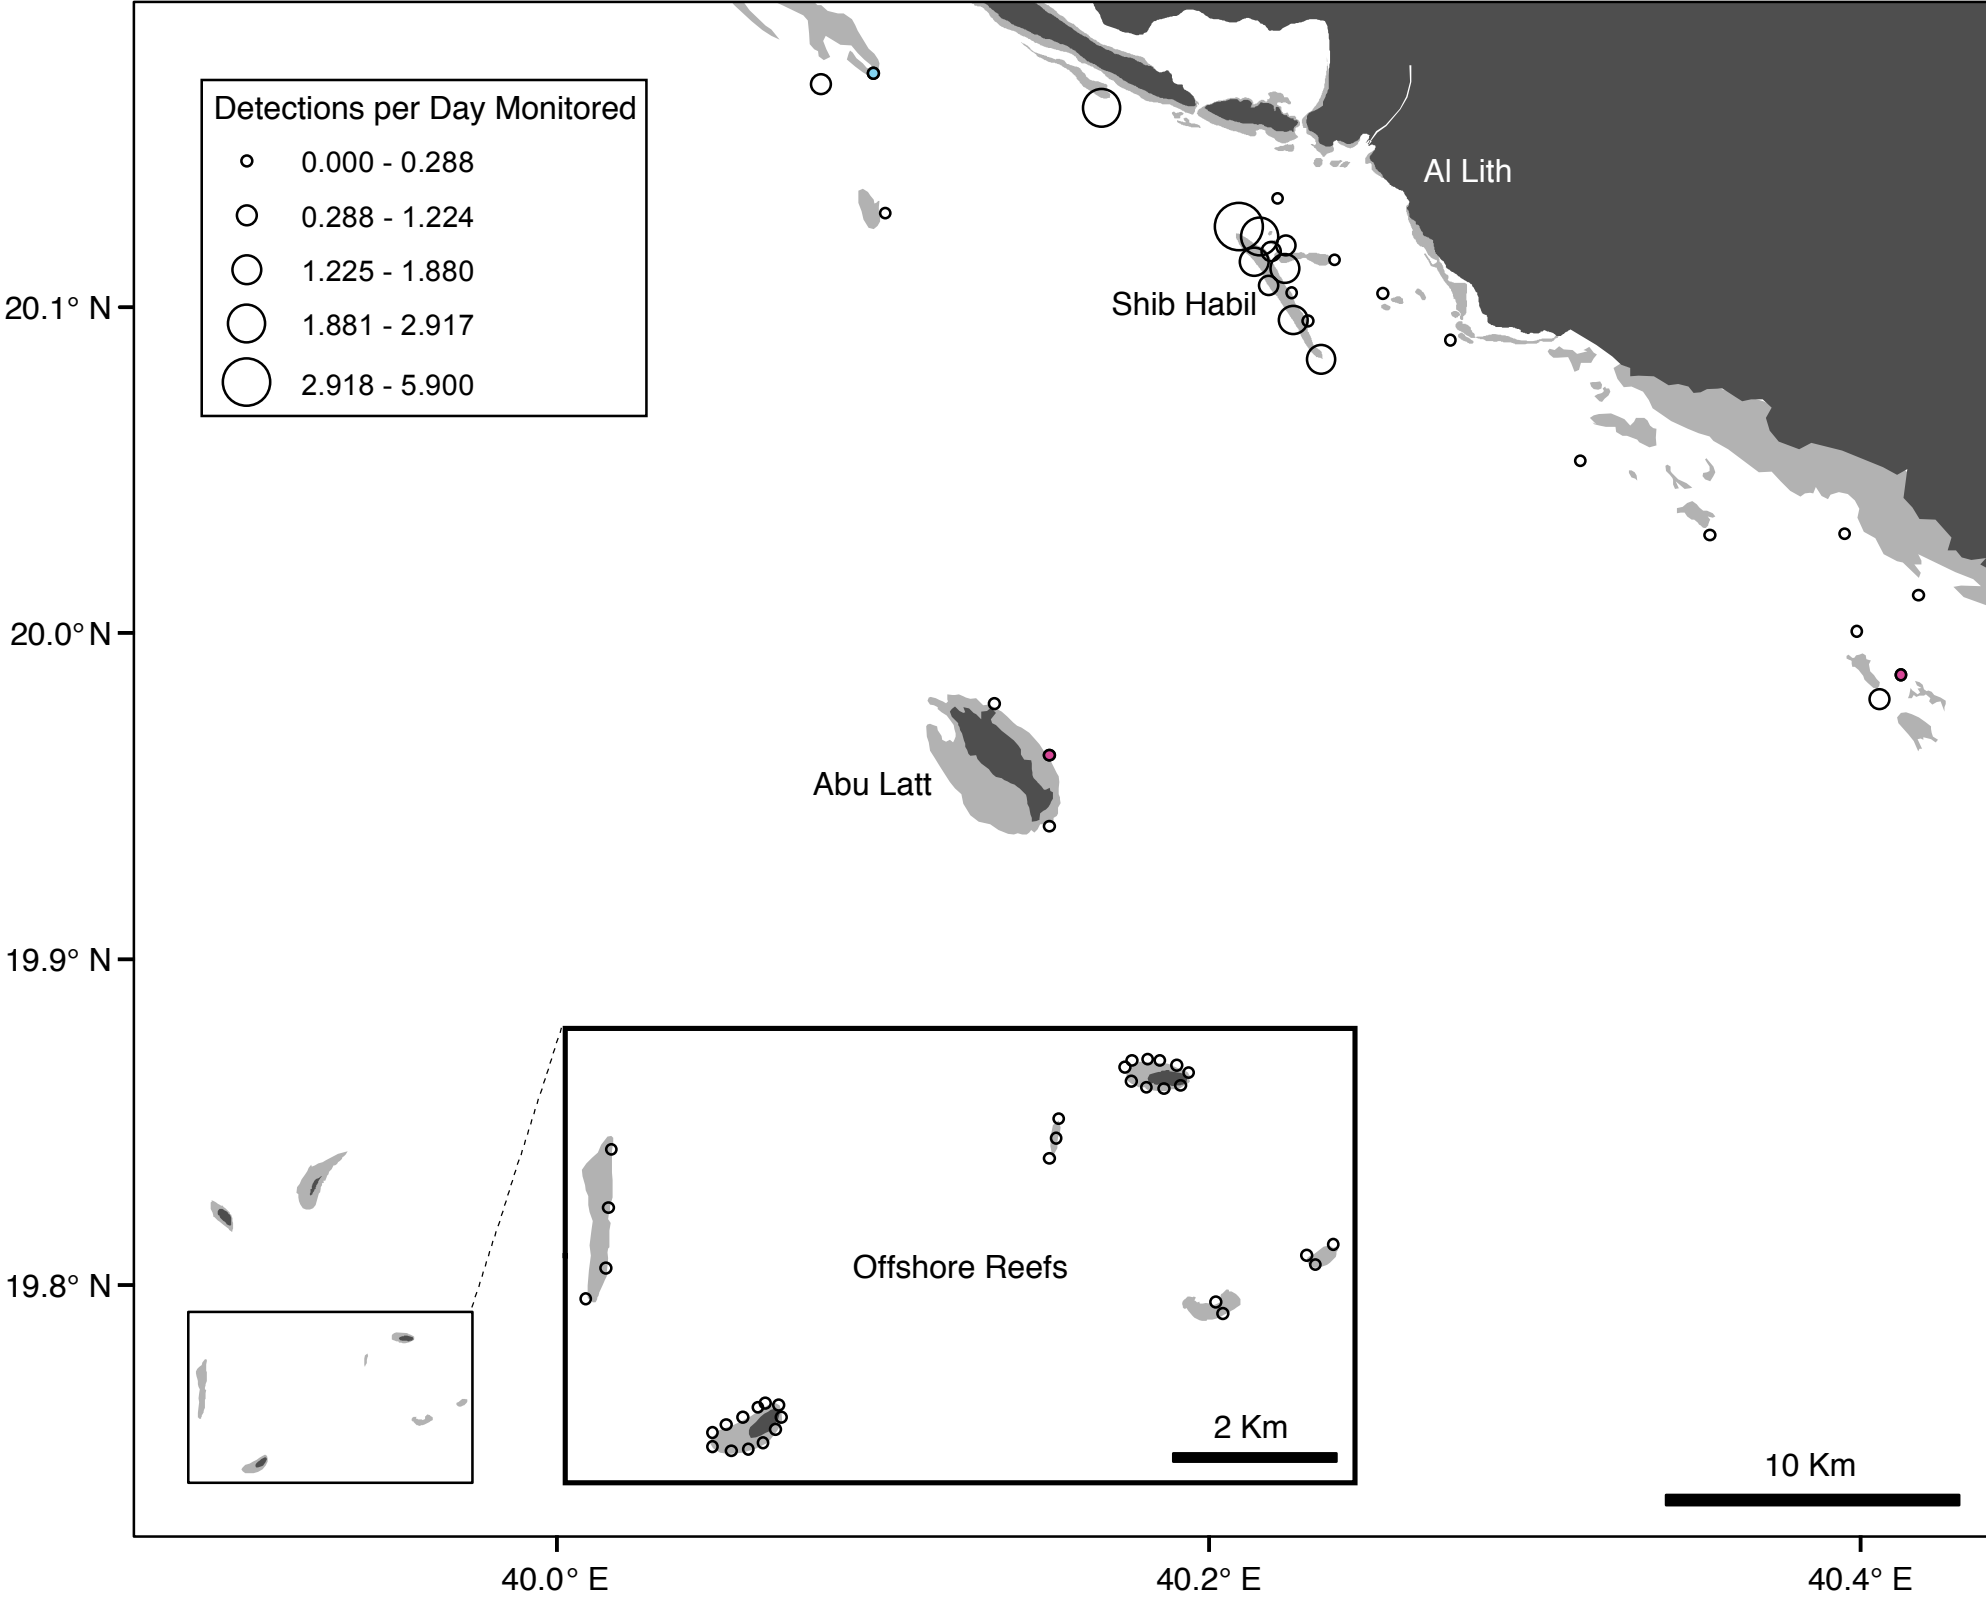 Detections per Day Monitored
0.000 - 0.288
0.288 - 1.224
1.225 - 1.880
1.881 - 2.917
2.918 - 5.900
Al Lith
Shib Habil
20.1° N
20.0° N
Abu Latt
19.9° N
Offshore Reefs
19.8° N
2 Km
10 Km
40.0° E
40.2° E
40.4° E